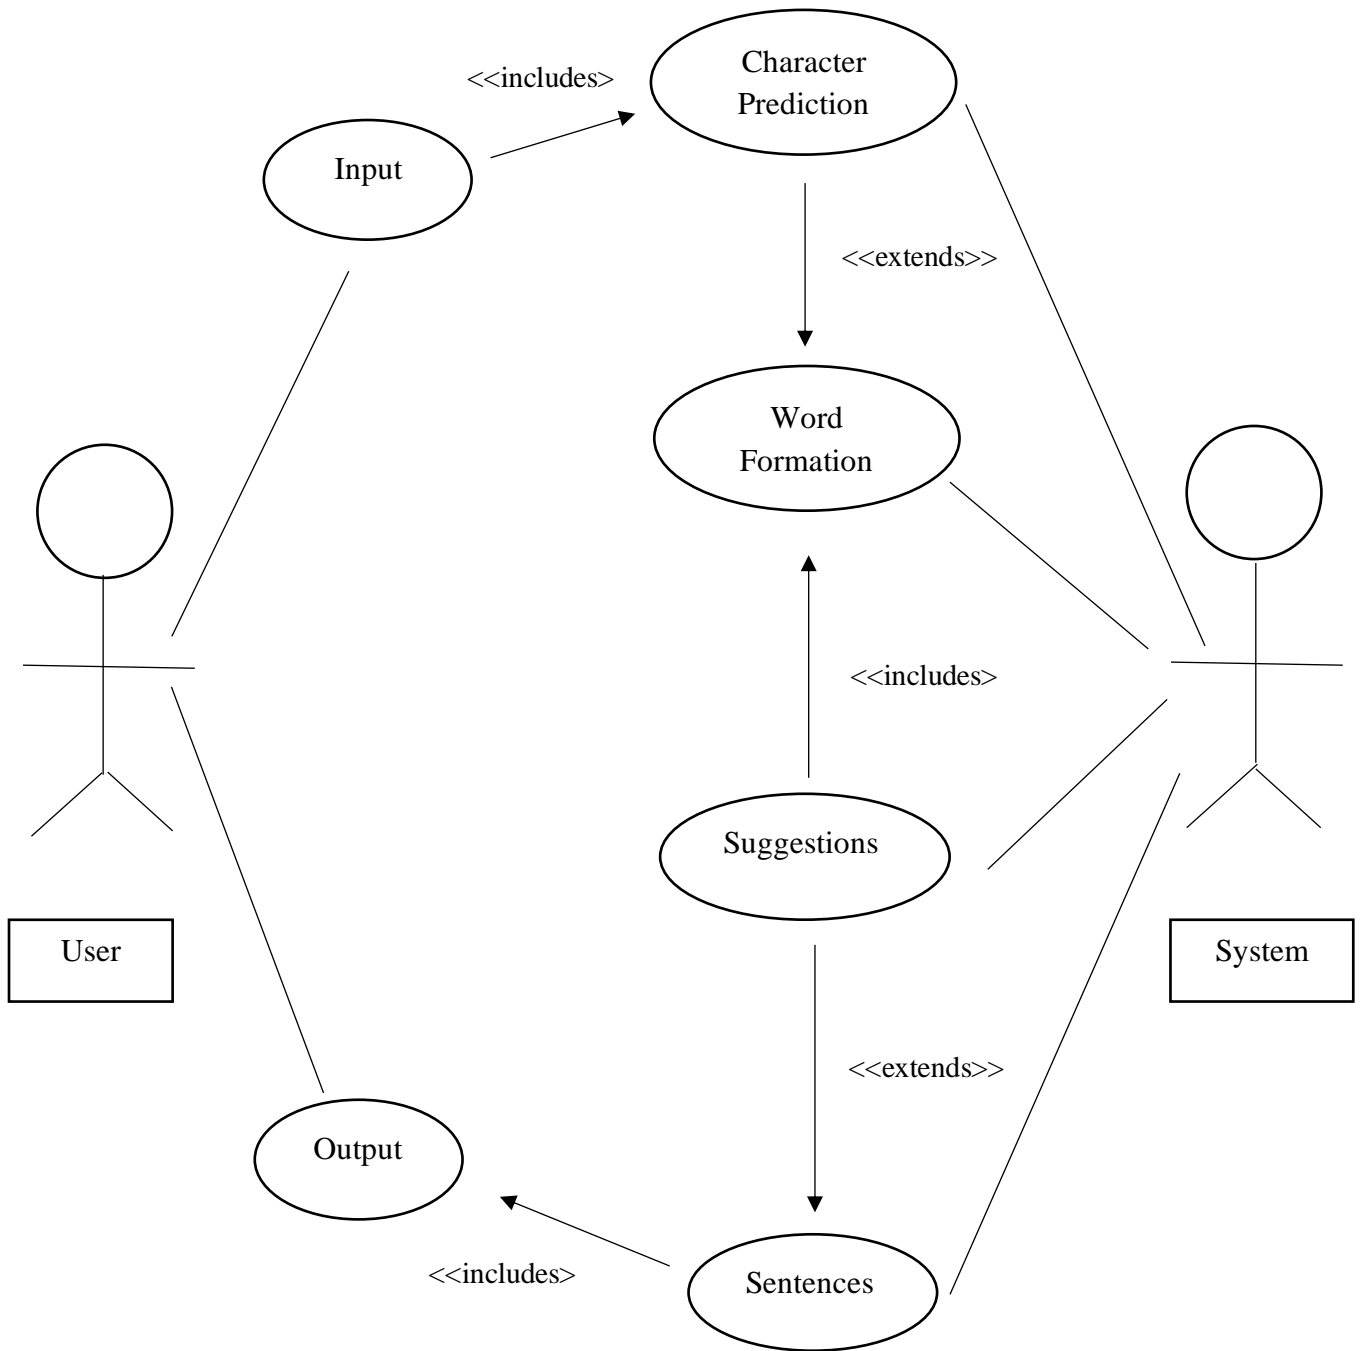 Character
Prediction
<<includes>
Input
<<extends>>
Word
Formation
<<includes>
Suggestions
User
System
<<extends>>
Output
<<includes>
Sentences